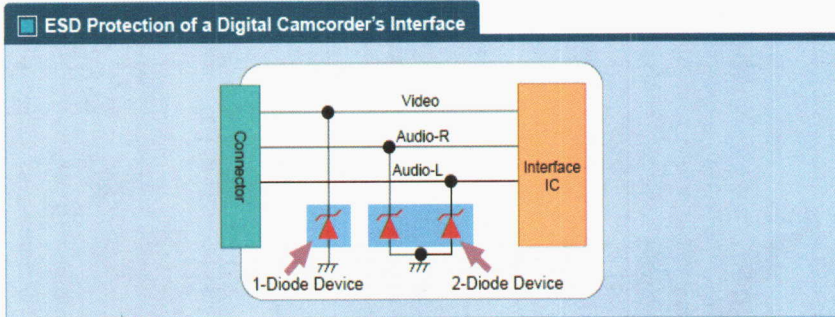 ESD Protection of a Digital Camcorder's Interface
Video
Audio-R
Audio-L
Connector
Interface
IC
1-Diode Device
2-Diode Device